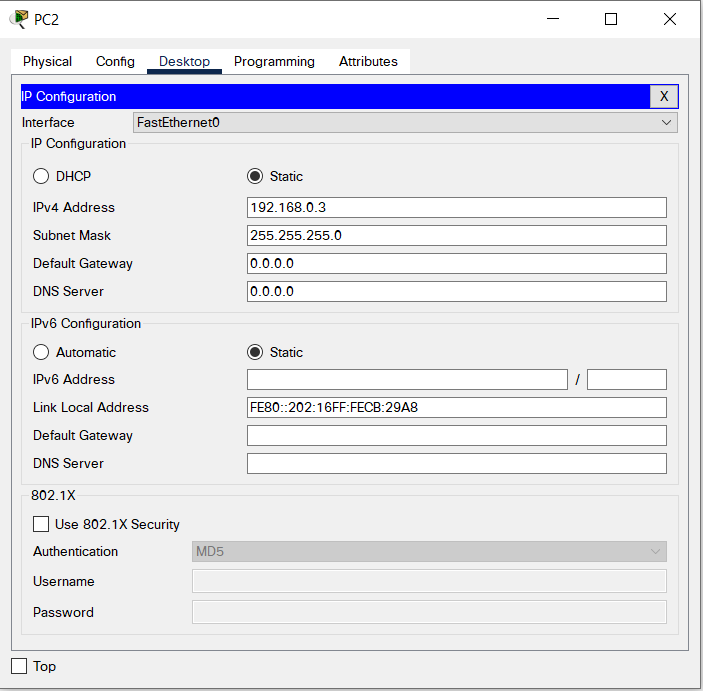 PC2
Physical Config Desktop Programming Attributes
IP Configuration X
Interface FastEthernet0
IP Configuration
DHCP Static
IPv4 Address 192.168.0.3
Subnet Mask 255.255.255.0
Default Gateway 0.0.0.0
DNS Server 0.0.0.0
IPv6 Configuration
Automatic Static
IPv6 Address /
Link Local Address FE80::202:16FF:FECB:29A8
Default Gateway
DNS Server
802.1X
Use 802.1X Security
Authentication MD5
Username
Password
Top